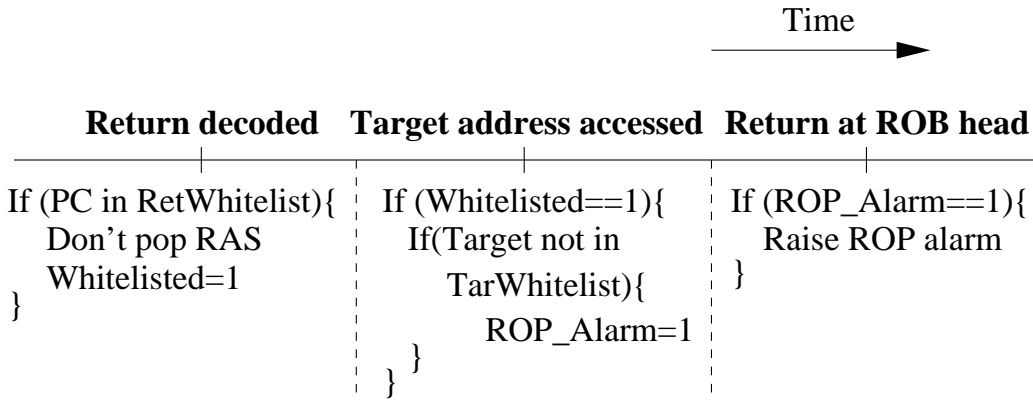 Time
Return decoded
Target address accessed
Return at ROB head
If (PC in RetWhitelist){
Don't pop RAS
Whitelisted=1
}
If (Whitelisted==1){
If(Target not in
TarWhitelist){
ROP_Alarm=1
}
}
If (ROP_Alarm==1){
Raise ROP alarm
}